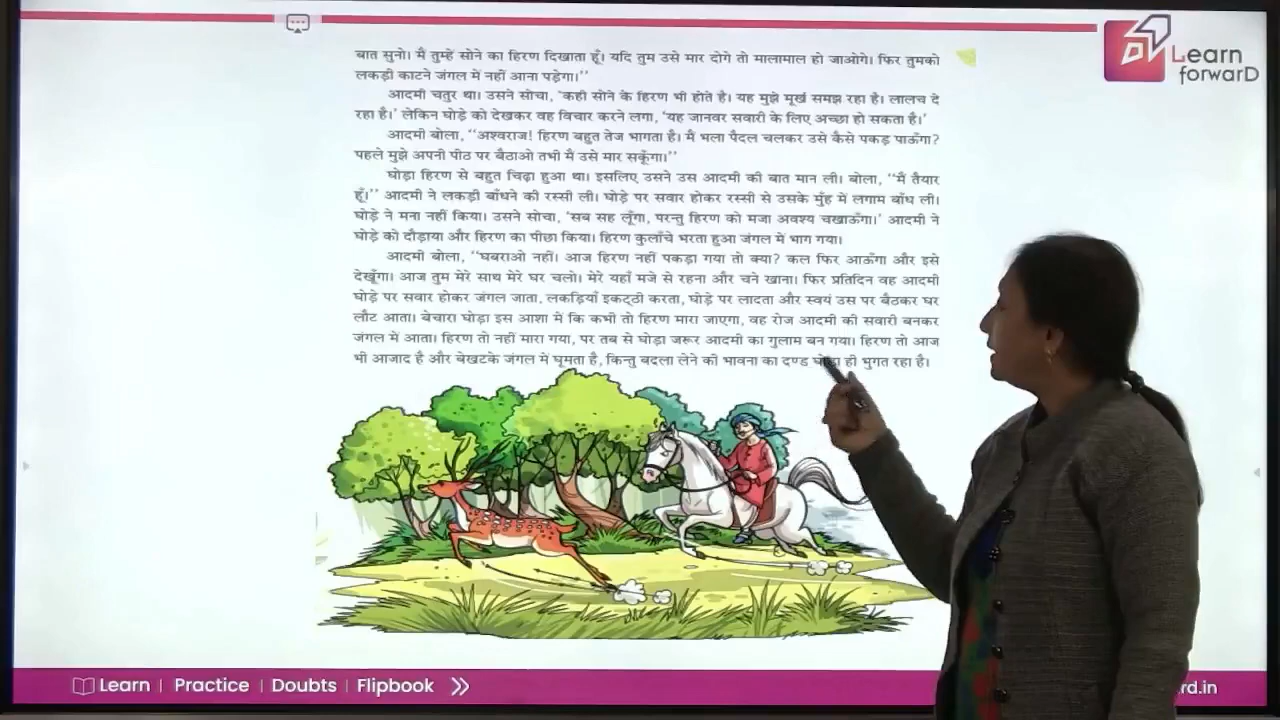 Learn
forwarD
बात सुनो। मैं तुम्हें सोने का हिरण दिखाता हूँ। यदि तुम उसे मार दोगे तो मालामाल हो जाओगे। फिर तुमको
लकड़ी काटने जंगल में नहीं आना पड़ेगा।''
आदमी चतुर था। उसने सोचा, 'कहीं सोने के हिरण भी होते है। यह मुझे मूर्ख समझ रहा है। लालच दे
रहा है।' लेकिन घोड़े को देखकर वह विचार करने लगा, 'यह जानवर सवारी के लिए अच्छा हो सकता है।'
आदमी बोला, ''अश्वराज! हिरण बहुत तेज भागता है। मैं भला पैदल चलकर उसे कैसे पकड़ पाऊँगा?
पहले मुझे अपनी पीठ पर बैठाओ तभी मैं उसे मार सकूँगा।''
घोड़ा हिरण से बहुत चिढ़ा हुआ था। इसलिए उसने उस आदमी की बात मान ली। बोला, ''मैं तैयार
हूँ।'' आदमी ने लकड़ी बाँधने की रस्सी ली। घोड़े पर सवार होकर रस्सी से उसके मुँह में लगाम बाँध ली।
घोड़े ने मना नहीं किया। उसने सोचा, 'सब सह लूँगा, परन्तु हिरण को मजा अवश्य चखाऊँगा।' आदमी ने
घोड़े को दौड़ाया और हिरण का पीछा किया। हिरण कुलाँचे भरता हुआ जंगल में भाग गया।
आदमी बोला, ''घबराओ नहीं। आज हिरण नहीं पकड़ा गया तो क्या? कल फिर आऊँगा और इसे
देखूँगा। आज तुम मेरे साथ मेरे घर चलो। मेरे यहाँ मजे से रहना और चने खाना। फिर प्रतिदिन वह आदमी
घोड़े पर सवार होकर जंगल जाता, लकड़ियाँ इकट्ठी करता, घोड़े पर लादता और स्वयं उस पर बैठकर घर
लौट आता। बेचारा घोड़ा इस आशा में कि कभी तो हिरण मारा जाएगा, वह रोज आदमी की सवारी बनकर
जंगल में आता। हिरण तो नहीं मारा गया, पर तब से घोड़ा जरूर आदमी का गुलाम बन गया। हिरण तो आज
भी आजाद है और बेखटके जंगल में घूमता है, किन्तु बदला लेने की भावना का दण्ड घोड़ा ही भुगत रहा है।
Learn | Practice | Doubts | Flipbook
rd.in